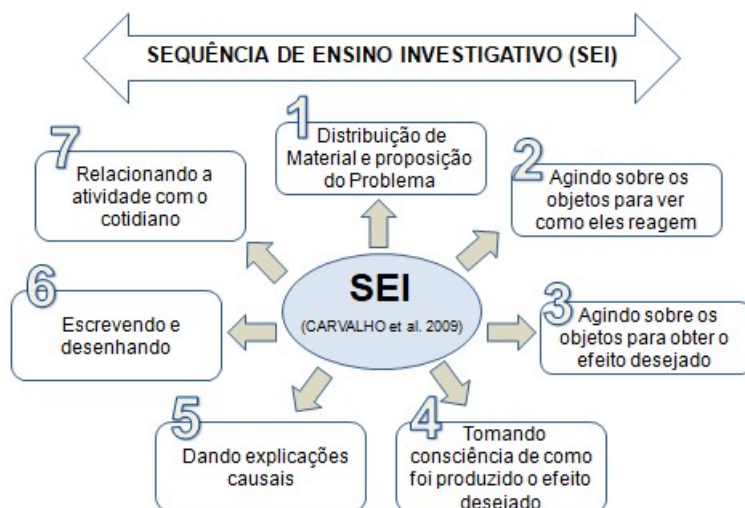 SEQUÊNCIA DE ENSINO INVESTIGATIVO (SEI)
1
Distribuição de
Material e proposição
do Problema
2
Agindo sobre os
objetos para ver
como eles reagem
3
Agindo sobre os
objetos para obter o
efeito desejado
4
Tomando
consciência de como
foi produzido o efeito
desejado
5
Dando explicações
causais
6
Escrevendo e
desenhando
7
Relacionando a
atividade com o
cotidiano
SEI
(CARVALHO et al. 2009)